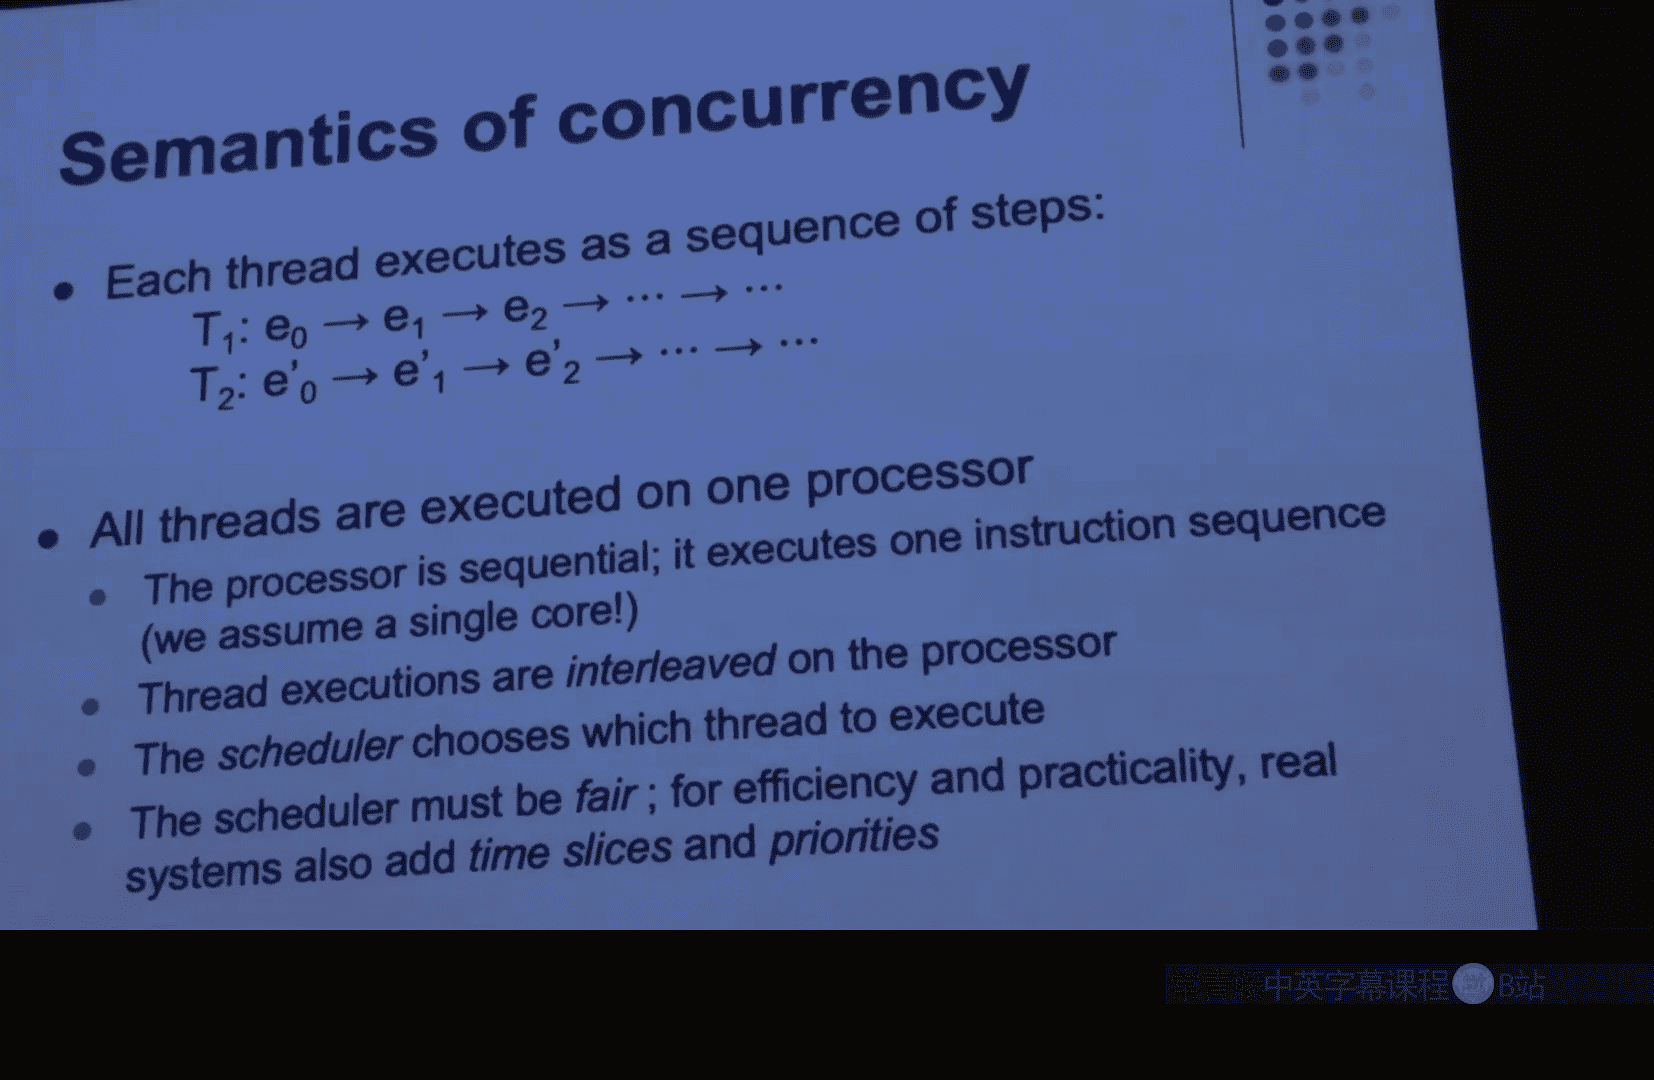 Semantics of concurrency
• Each thread executes as a sequence of steps:
T₁: e₀ → e₁ → e₂ → ··· → ···
T₂: e'₀ → e'₁ → e'₂ → ··· → ···
• All threads are executed on one processor
• The processor is sequential; it executes one instruction sequence
(we assume a single core!)
• Thread executions are interleaved on the processor
• The scheduler chooses which thread to execute
• The scheduler must be fair ; for efficiency and practicality, real
systems also add time slices and priorities
中英字幕课程 B站